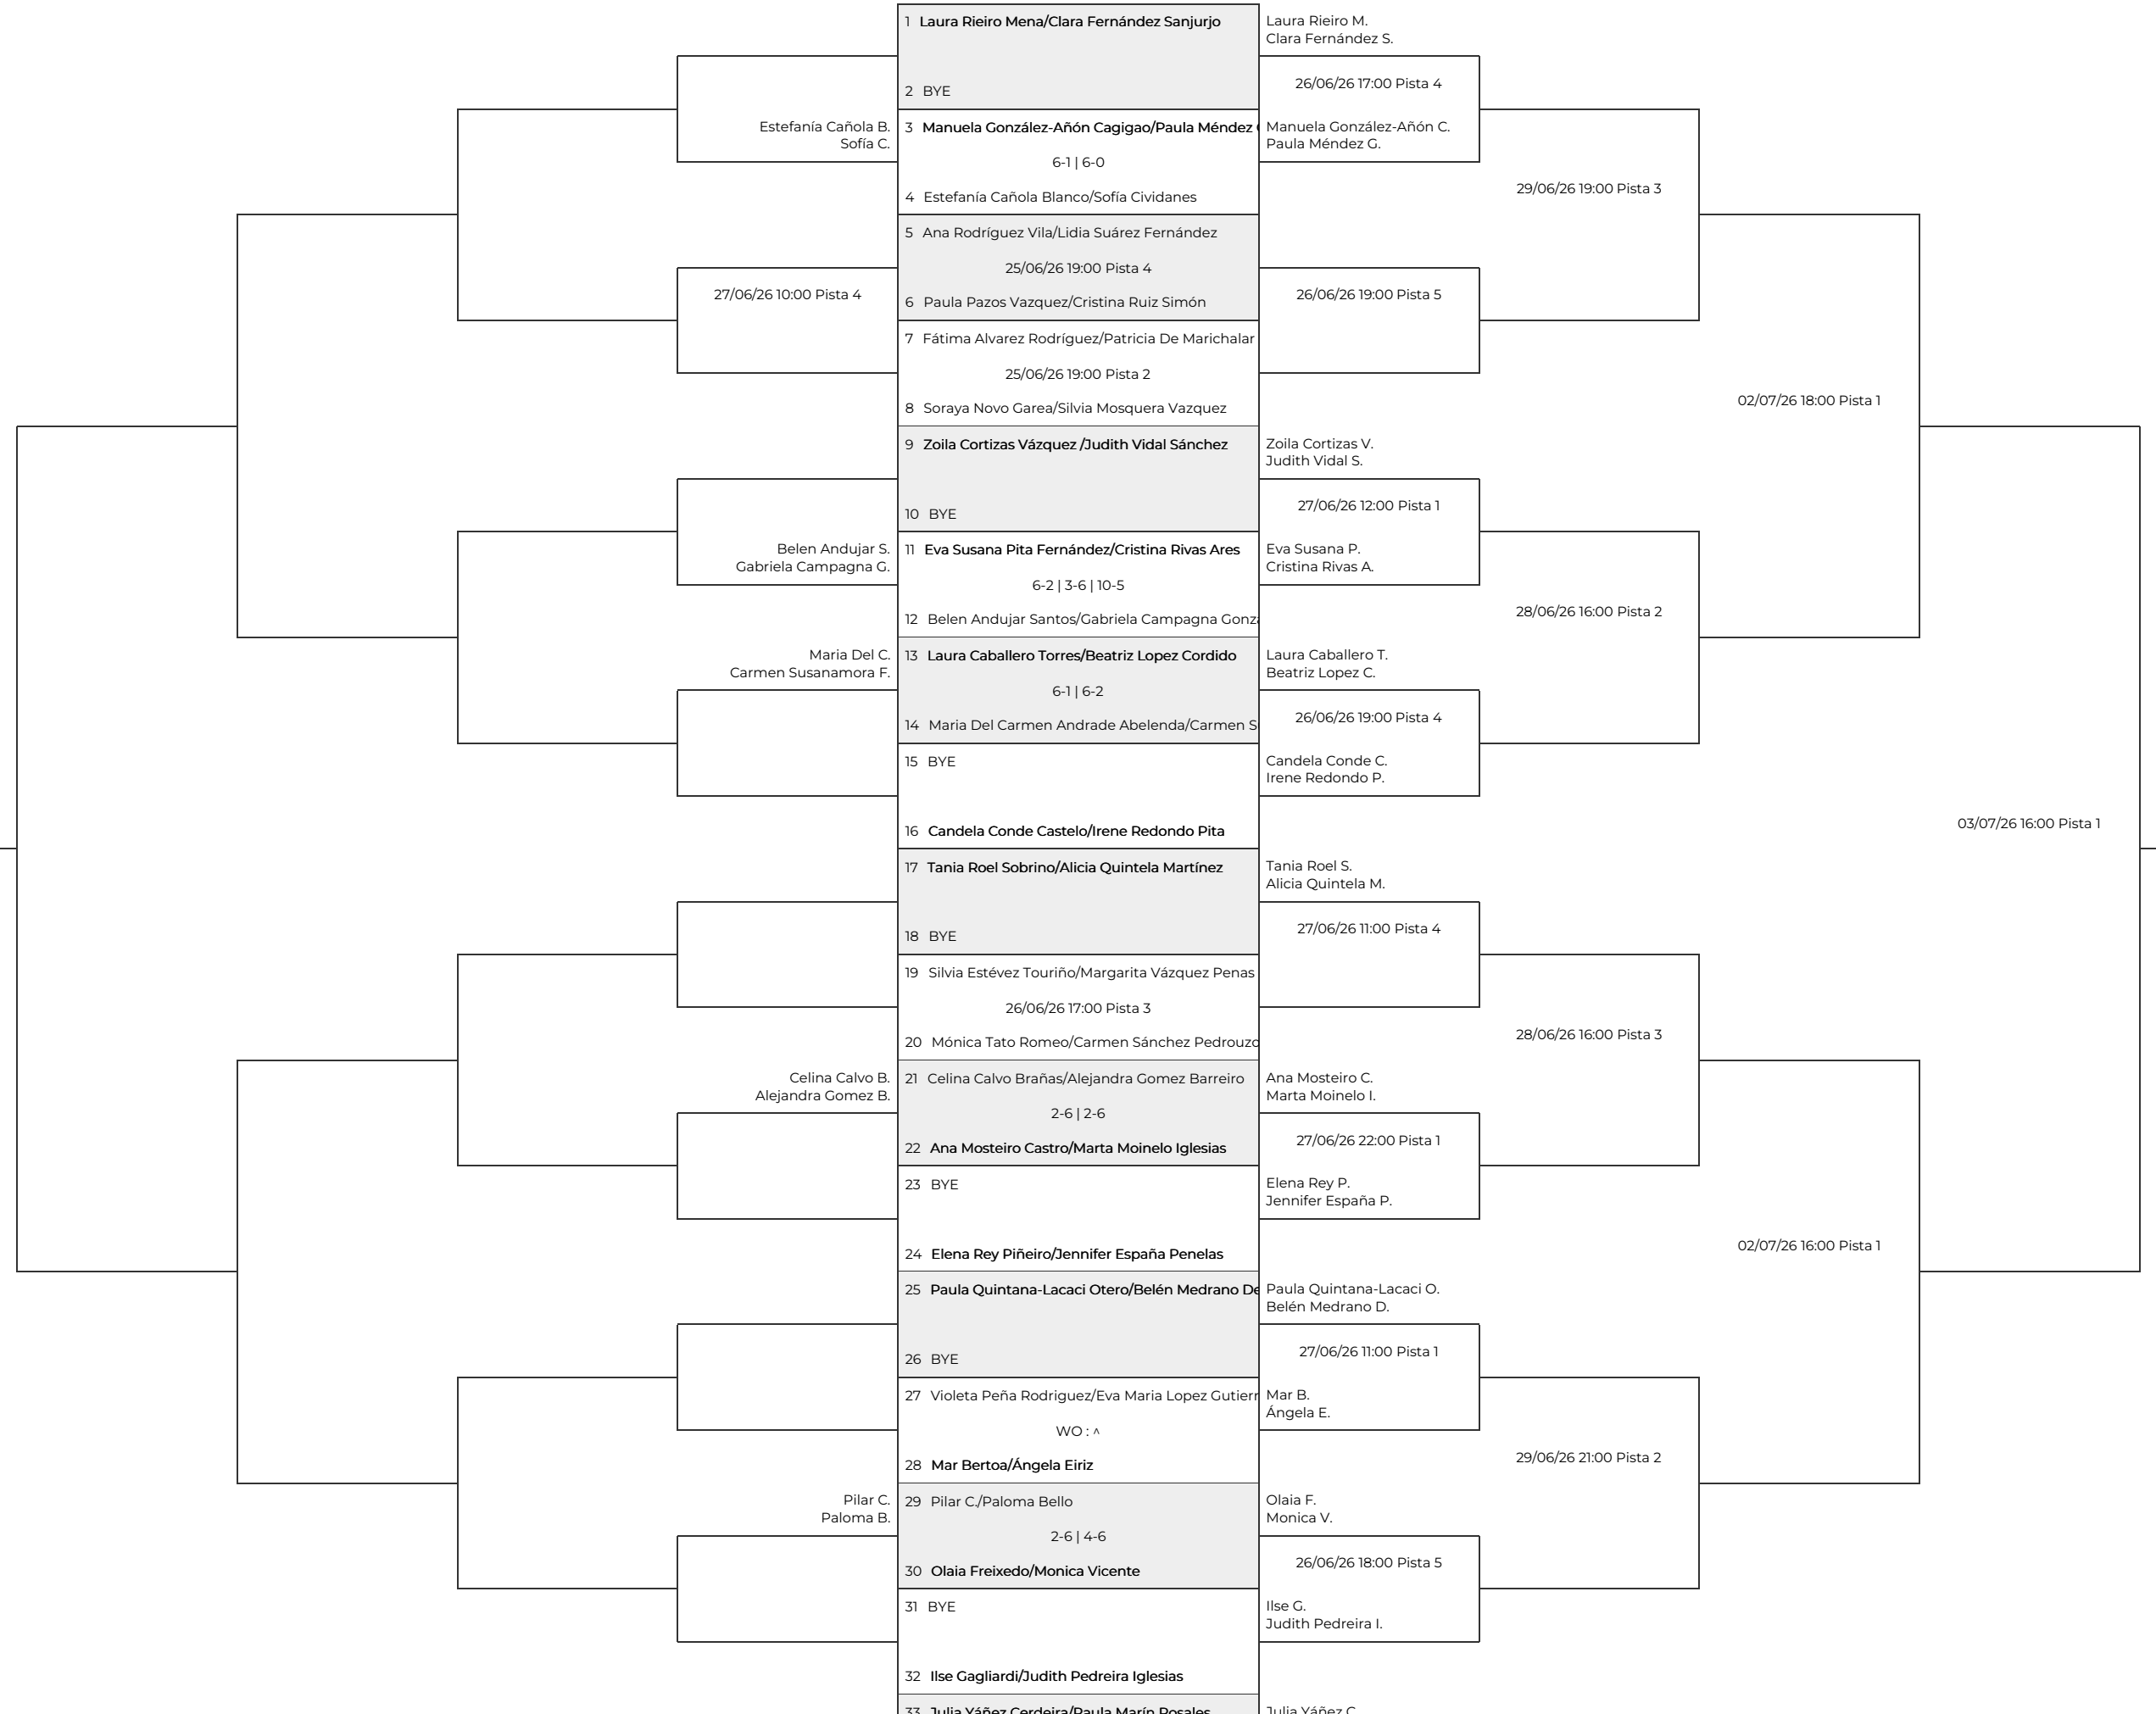 1 Laura Rieiro Mena/Clara Fernández Sanjurjo
Laura Rieiro M.
Clara Fernández S.
26/06/26 17:00 Pista 4
2 BYE
Estefanía Cañola B.
Sofía C.
3 Manuela González-Añón Cagigao/Paula Méndez
Manuela González-Añón C.
Paula Méndez G.
6-1 | 6-0
29/06/26 19:00 Pista 3
4 Estefanía Cañola Blanco/Sofía Cividanes
5 Ana Rodríguez Vila/Lidia Suárez Fernández
25/06/26 19:00 Pista 4
27/06/26 10:00 Pista 4
26/06/26 19:00 Pista 5
6 Paula Pazos Vazquez/Cristina Ruiz Simón
7 Fátima Alvarez Rodríguez/Patricia De Marichalar
25/06/26 19:00 Pista 2
02/07/26 18:00 Pista 1
8 Soraya Novo Garea/Silvia Mosquera Vazquez
9 Zoila Cortizas Vázquez /Judith Vidal Sánchez
Zoila Cortizas V.
Judith Vidal S.
27/06/26 12:00 Pista 1
10 BYE
Belen Andujar S.
Gabriela Campagna G.
11 Eva Susana Pita Fernández/Cristina Rivas Ares
Eva Susana P.
Cristina Rivas A.
6-2 | 3-6 | 10-5
28/06/26 16:00 Pista 2
12 Belen Andujar Santos/Gabriela Campagna Gonz
Maria Del C.
Carmen Susanamora F.
13 Laura Caballero Torres/Beatriz Lopez Cordido
Laura Caballero T.
Beatriz Lopez C.
6-1 | 6-2
26/06/26 19:00 Pista 4
14 Maria Del Carmen Andrade Abelenda/Carmen S
15 BYE
Candela Conde C.
Irene Redondo P.
03/07/26 16:00 Pista 1
16 Candela Conde Castelo/Irene Redondo Pita
17 Tania Roel Sobrino/Alicia Quintela Martínez
Tania Roel S.
Alicia Quintela M.
27/06/26 11:00 Pista 4
18 BYE
19 Silvia Estévez Touriño/Margarita Vázquez Penas
26/06/26 17:00 Pista 3
28/06/26 16:00 Pista 3
20 Mónica Tato Romeo/Carmen Sánchez Pedrouzo
Celina Calvo B.
Alejandra Gomez B.
21 Celina Calvo Brañas/Alejandra Gomez Barreiro
Ana Mosteiro C.
Marta Moinelo I.
2-6 | 2-6
27/06/26 22:00 Pista 1
22 Ana Mosteiro Castro/Marta Moinelo Iglesias
23 BYE
Elena Rey P.
Jennifer España P.
02/07/26 16:00 Pista 1
24 Elena Rey Piñeiro/Jennifer España Penelas
25 Paula Quintana-Lacaci Otero/Belén Medrano De
Paula Quintana-Lacaci O.
Belén Medrano D.
27/06/26 11:00 Pista 1
26 BYE
27 Violeta Peña Rodriguez/Eva Maria Lopez Gutierr
Mar B.
Ángela E.
WO : ^
29/06/26 21:00 Pista 2
28 Mar Bertoa/Ángela Eiriz
Pilar C.
Paloma B.
29 Pilar C./Paloma Bello
Olaia F.
Monica V.
2-6 | 4-6
26/06/26 18:00 Pista 5
30 Olaia Freixedo/Monica Vicente
31 BYE
Ilse G.
Judith Pedreira I.
32 Ilse Gagliardi/Judith Pedreira Iglesias
33 Julia Yáñez Cerdeira/Paula Marín Rosales
Julia Yáñez C.